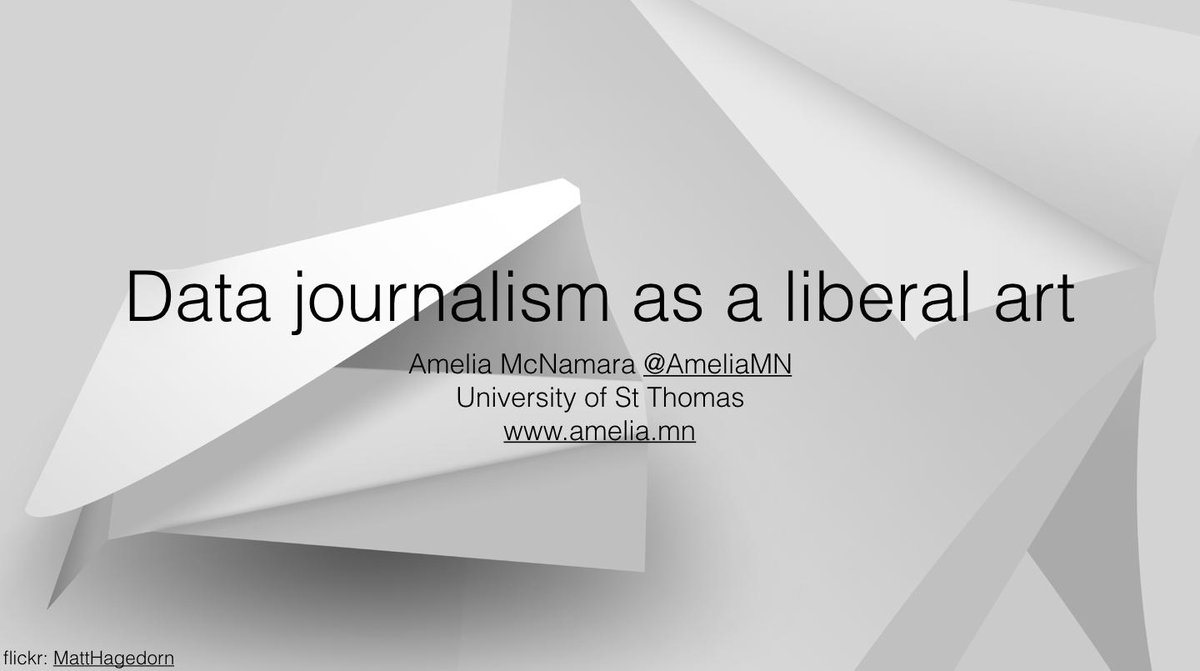 Data journalism as a liberal art
Amelia McNamara @AmeliaMN
University of St Thomas
www.amelia.mn
flickr: MattHagedorn